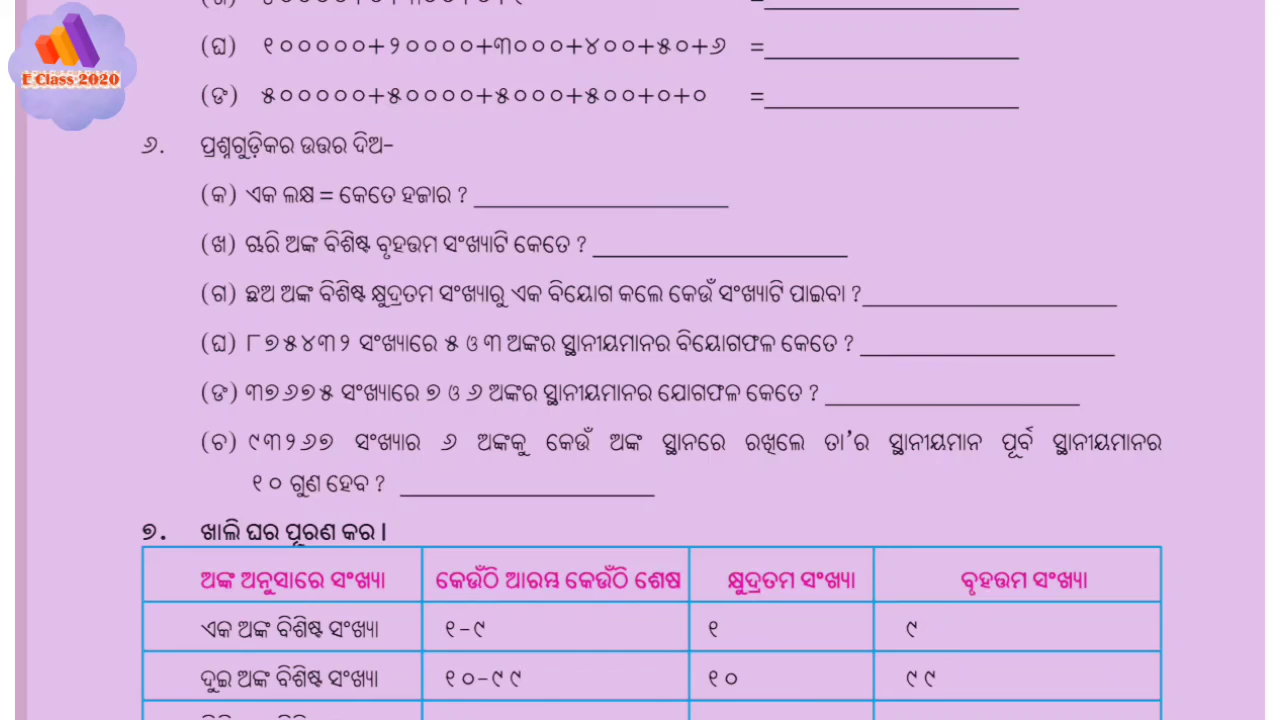 E Class 2020
(ଘ) ୧୦୦୦୦୦+୨୦୦୦୦+୩୦୦୦+୪୦୦+୫୦+୬ =
(ଙ) ୫୦୦୦୦୦+୫୦୦୦୦+୫୦୦୦+୫୦୦+୦+୦ =
୬. ପ୍ରଶ୍ନଗୁଡ଼ିକର ଉତ୍ତର ଦିଅ-
(କ) ଏକ ଲକ୍ଷ = କେତେ ହଜାର ?
(ଖ) ଚାରି ଅଙ୍କ ବିଶିଷ୍ଟ ବୃହତ୍ତମ ସଂଖ୍ୟାଟି କେତେ ?
(ଗ) ଛଅ ଅଙ୍କ ବିଶିଷ୍ଟ କ୍ଷୁଦ୍ରତମ ସଂଖ୍ୟାରୁ ଏକ ବିୟୋଗ କଲେ କେଉଁ ସଂଖ୍ୟାଟି ପାଇବା ?
(ଘ) ୮୭୫୪୩୨ ସଂଖ୍ୟାରେ ୫ ଓ ୩ ଅଙ୍କର ସ୍ଥାନୀୟମାନର ବିୟୋଗଫଳ କେତେ ?
(ଙ) ୩୭୬୭୫ ସଂଖ୍ୟାରେ ୭ ଓ ୬ ଅଙ୍କର ସ୍ଥାନୀୟମାନର ଯୋଗଫଳ କେତେ ?
(ଚ) ୯୩୨୬୭ ସଂଖ୍ୟାର ୬ ଅଙ୍କକୁ କେଉଁ ଅଙ୍କ ସ୍ଥାନରେ ରଖିଲେ ତା'ର ସ୍ଥାନୀୟମାନ ପୂର୍ବ ସ୍ଥାନୀୟମାନର
୧୦ ଗୁଣ ହେବ ?
୭. ଖାଲି ଘର ପୂରଣ କର।
ଅଙ୍କ ଅନୁସାରେ ସଂଖ୍ୟା କେଉଁଠି ଆରମ୍ଭ କେଉଁଠି ଶେଷ କ୍ଷୁଦ୍ରତମ ସଂଖ୍ୟା ବୃହତ୍ତମ ସଂଖ୍ୟା
ଏକ ଅଙ୍କ ବିଶିଷ୍ଟ ସଂଖ୍ୟା ୧-୯ ୧ ୯
ଦୁଇ ଅଙ୍କ ବିଶିଷ୍ଟ ସଂଖ୍ୟା ୧୦-୯୯ ୧୦ ୯୯